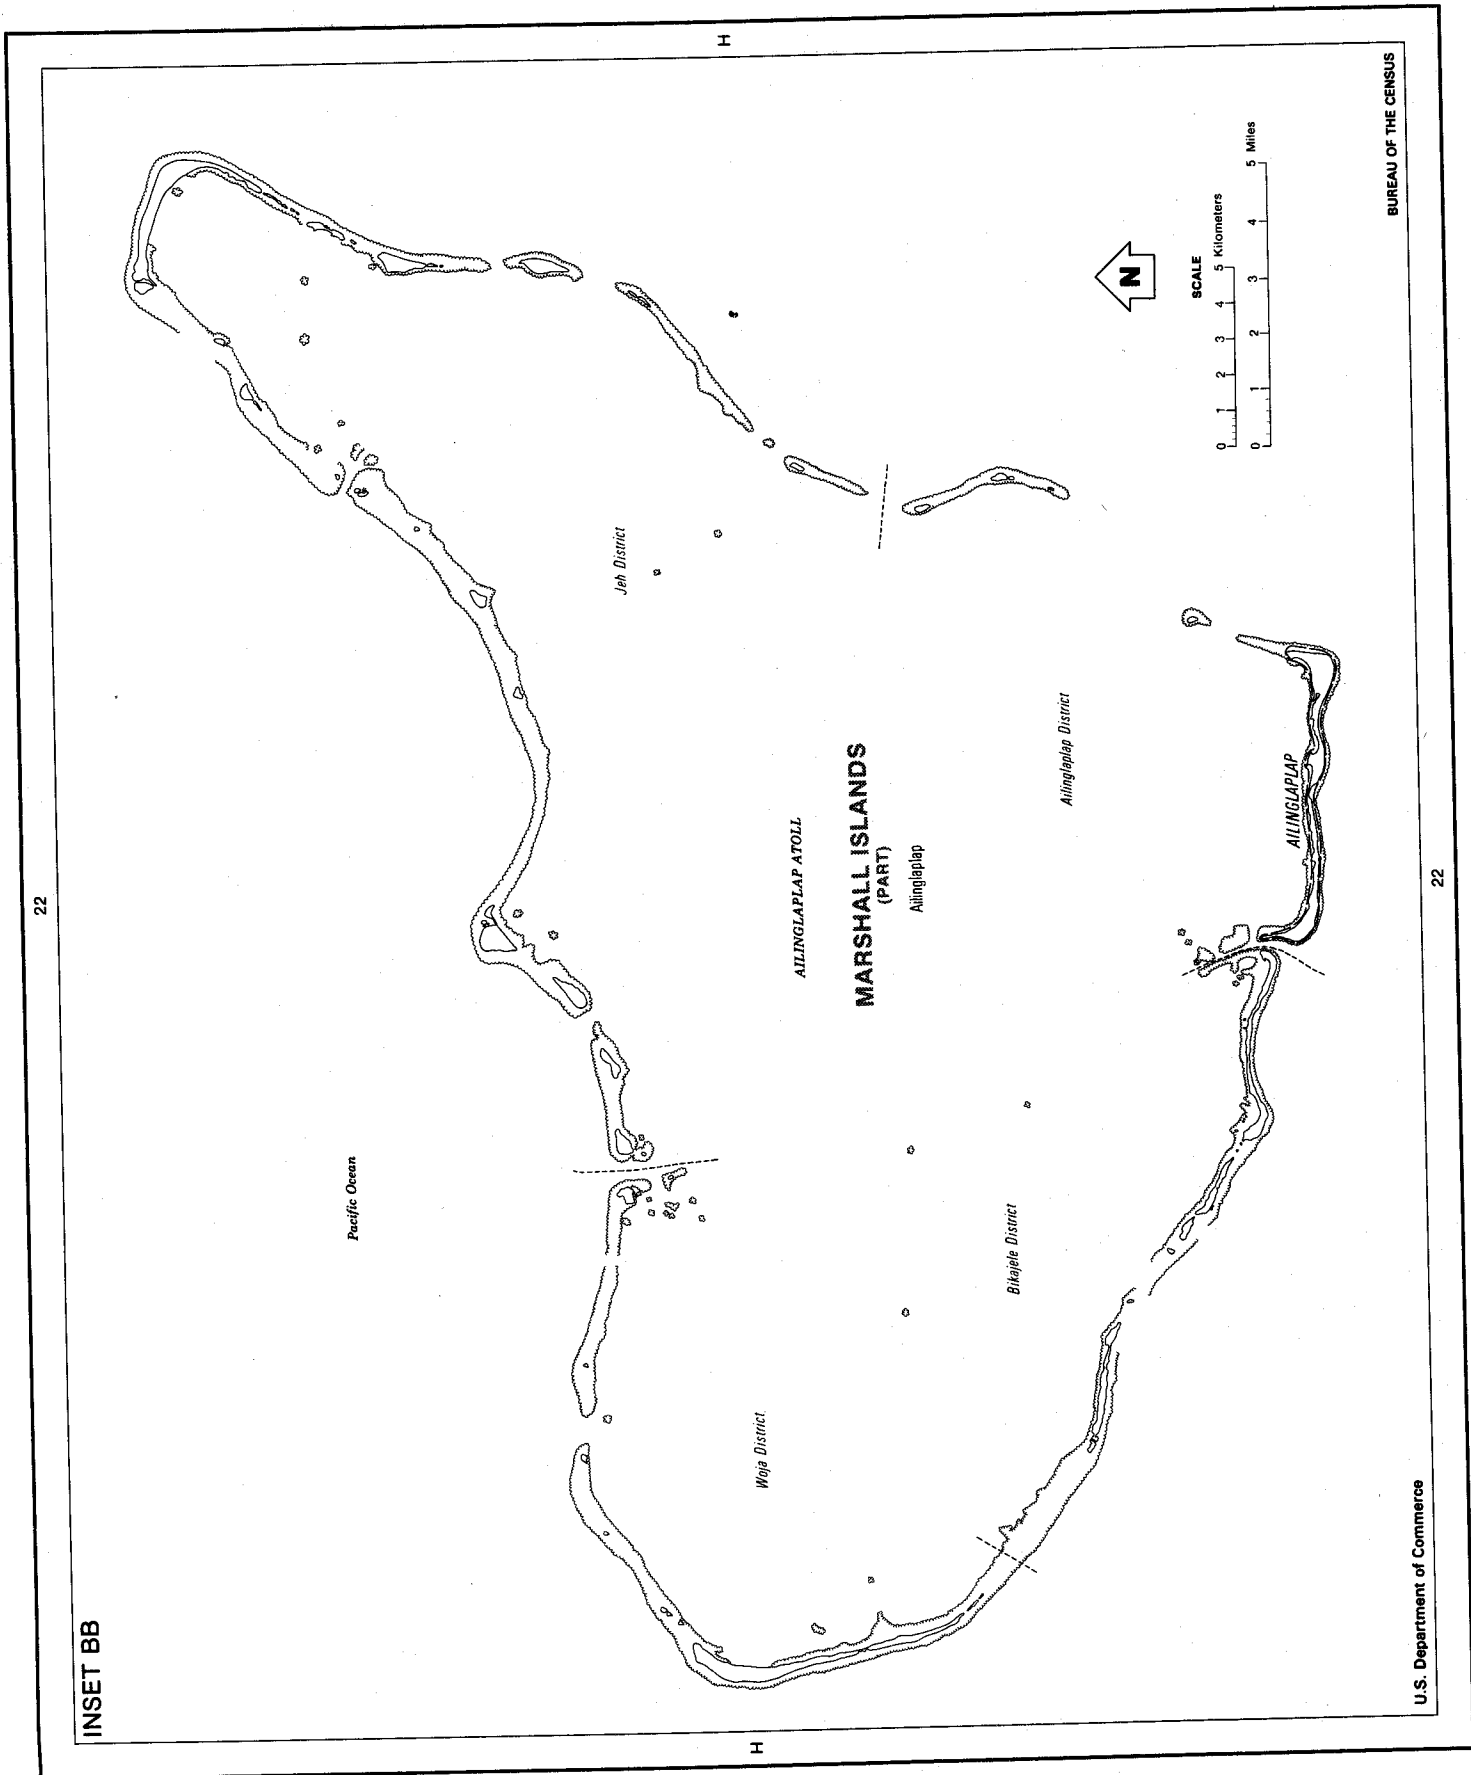 INSET BB
H
22
Pacific Ocean
Jeh District
Woja District
AILINGLAPLAP ATOLL
MARSHALL ISLANDS
(PART)
Ailinglaplap
Bikajele District
Ailinglaplap District
N
SCALE
0 1 2 3 4 5 Kilometers
0 1 2 3 4 5 Miles
AILINGLAPLAP
H
22
U.S. Department of Commerce
BUREAU OF THE CENSUS